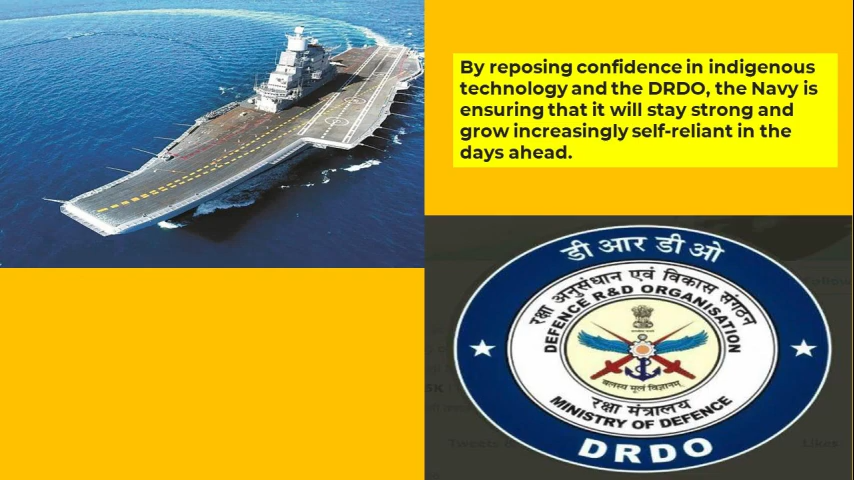 By reposing confidence in indigenous
technology and the DRDO, the Navy is
ensuring that it will stay strong and
grow increasingly self-reliant in the
days ahead.
डी आर डी ओ
रक्षा अनुसंधान एवं विकास संगठन
DEFENCE R&D ORGANISATION
बलस्य मूलं विज्ञानम्
रक्षा मंत्रालय
MINISTRY OF DEFENCE
DRDO
Tweets
Likes